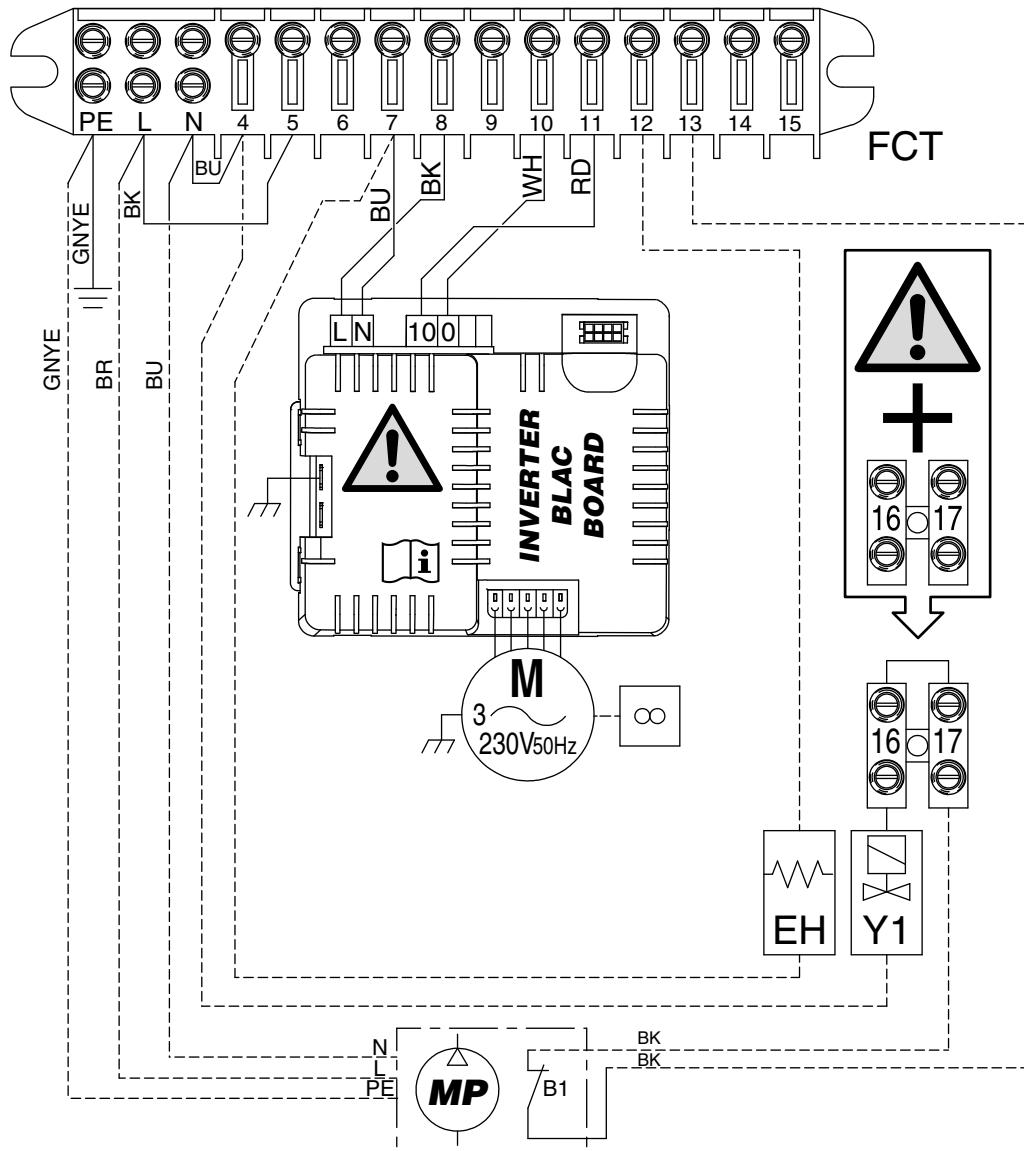 PE L N 4 5 6 7 8 9 10 11 12 13 14 15
FCT
BU
BK
GNYE
BU
BK
WH
RD
GNYE
BR
BU
L N 10 0
INVERTER
BLAC
BOARD
i
16 17
M
3
230V50Hz
16 17
EH
Y1
N
L
PE
MP
B1
BK
BK